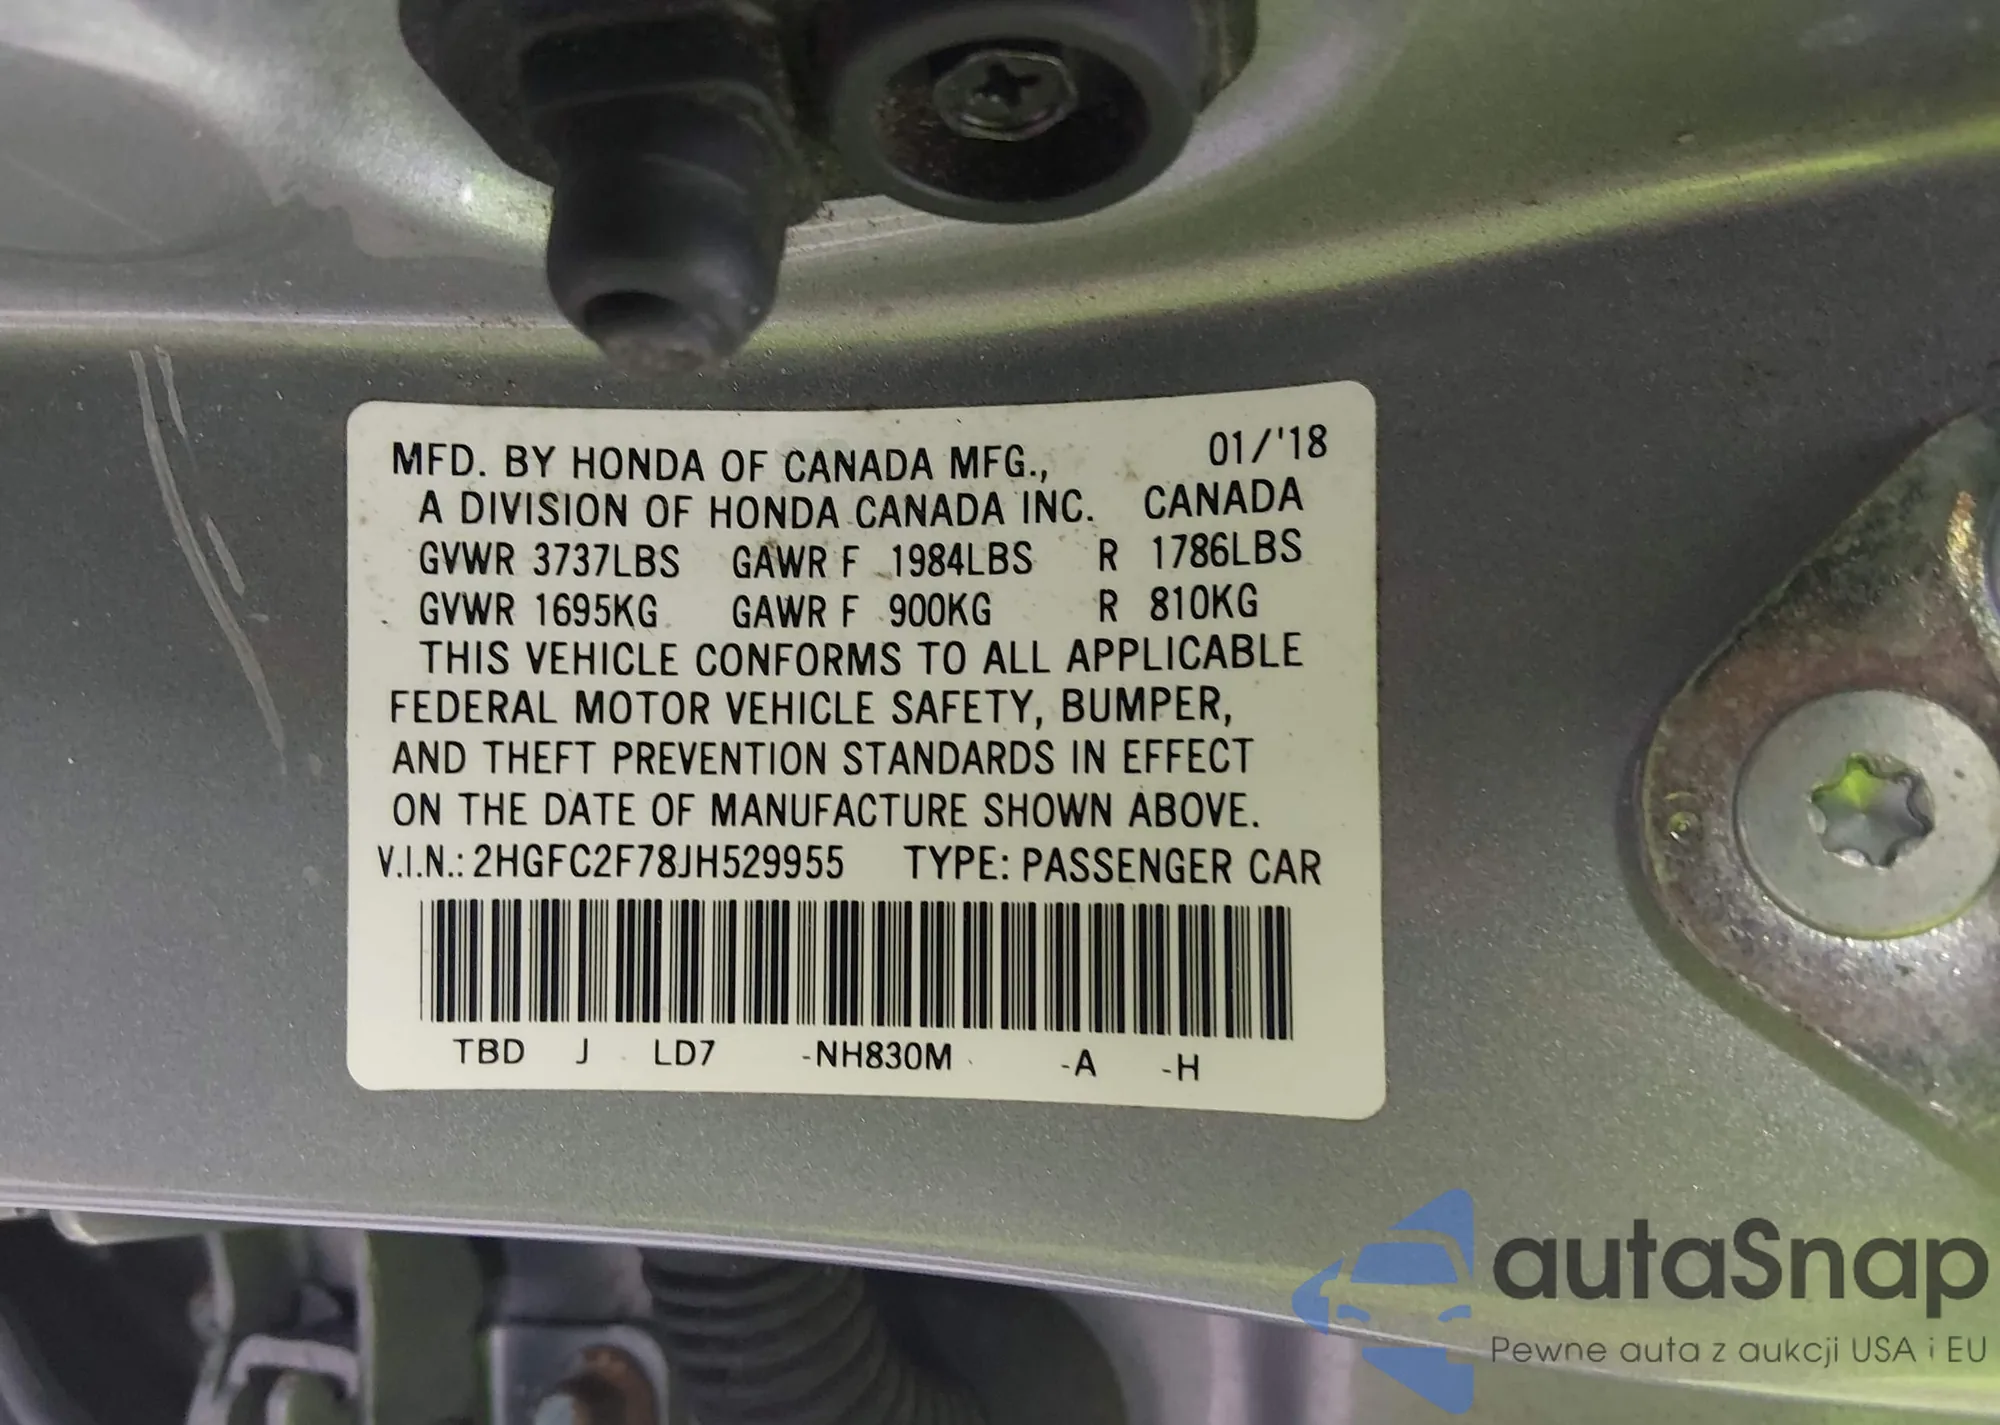 MFD. BY HONDA OF CANADA MFG., 01/'18
A DIVISION OF HONDA CANADA INC. CANADA
GVWR 3737LBS GAWR F 1984LBS R 1786LBS
GVWR 1695KG GAWR F 900KG R 810KG
THIS VEHICLE CONFORMS TO ALL APPLICABLE
FEDERAL MOTOR VEHICLE SAFETY, BUMPER,
AND THEFT PREVENTION STANDARDS IN EFFECT
ON THE DATE OF MANUFACTURE SHOWN ABOVE.
V.I.N.: 2HGFC2F78JH529955 TYPE: PASSENGER CAR
TBD J LD7 -NH830M -A -H
autaSnap
Pewne auta z aukcji USA i EU